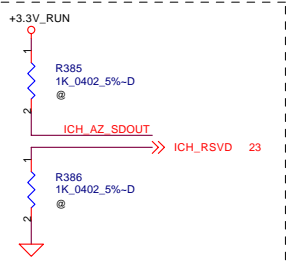 +3.3V_RUN
1
R385
1K_0402_5%~D
@
2
ICH_AZ_SDOUT
ICH_RSVD 23
1
R386
1K_0402_5%~D
@
2